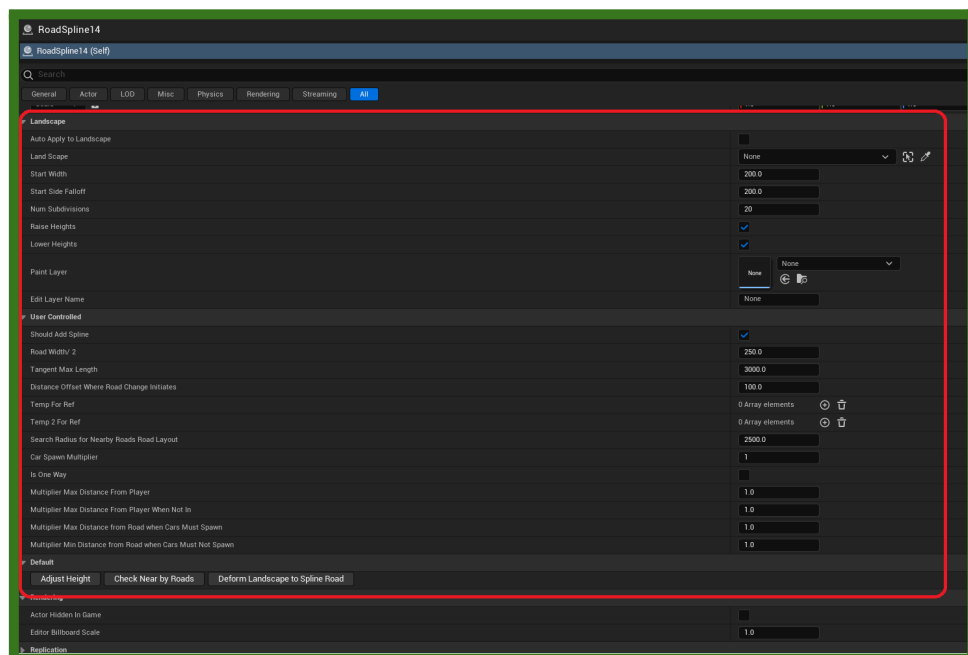 RoadSpline14
RoadSpline14 (Self)
Search
General Actor LOD Misc Physics Rendering Streaming All
Landscape
Auto Apply to Landscape
Land Scape None
Start Width 200.0
Start Side Falloff 200.0
Num Subdivisions 20
Raise Heights
Lower Heights
Paint Layer None None
Edit Layer Name None
User Controlled
Should Add Spline
Road Width/ 2 250.0
Tangent Max Length 3000.0
Distance Offset Where Road Change Initiates 100.0
Temp For Ref 0 Array elements
Temp 2 For Ref 0 Array elements
Search Radius for Nearby Roads Road Layout 2500.0
Car Spawn Multiplier 1
Is One Way
Multiplier Max Distance From Player 1.0
Multiplier Max Distance From Player When Not In 1.0
Multiplier Max Distance from Road when Cars Must Spawn 1.0
Multiplier Min Distance from Road when Cars Must Not Spawn 1.0
Default
Adjust Height Check Near by Roads Deform Landscape to Spline Road
Rendering
Actor Hidden In Game
Editor Billboard Scale 1.0
Replication